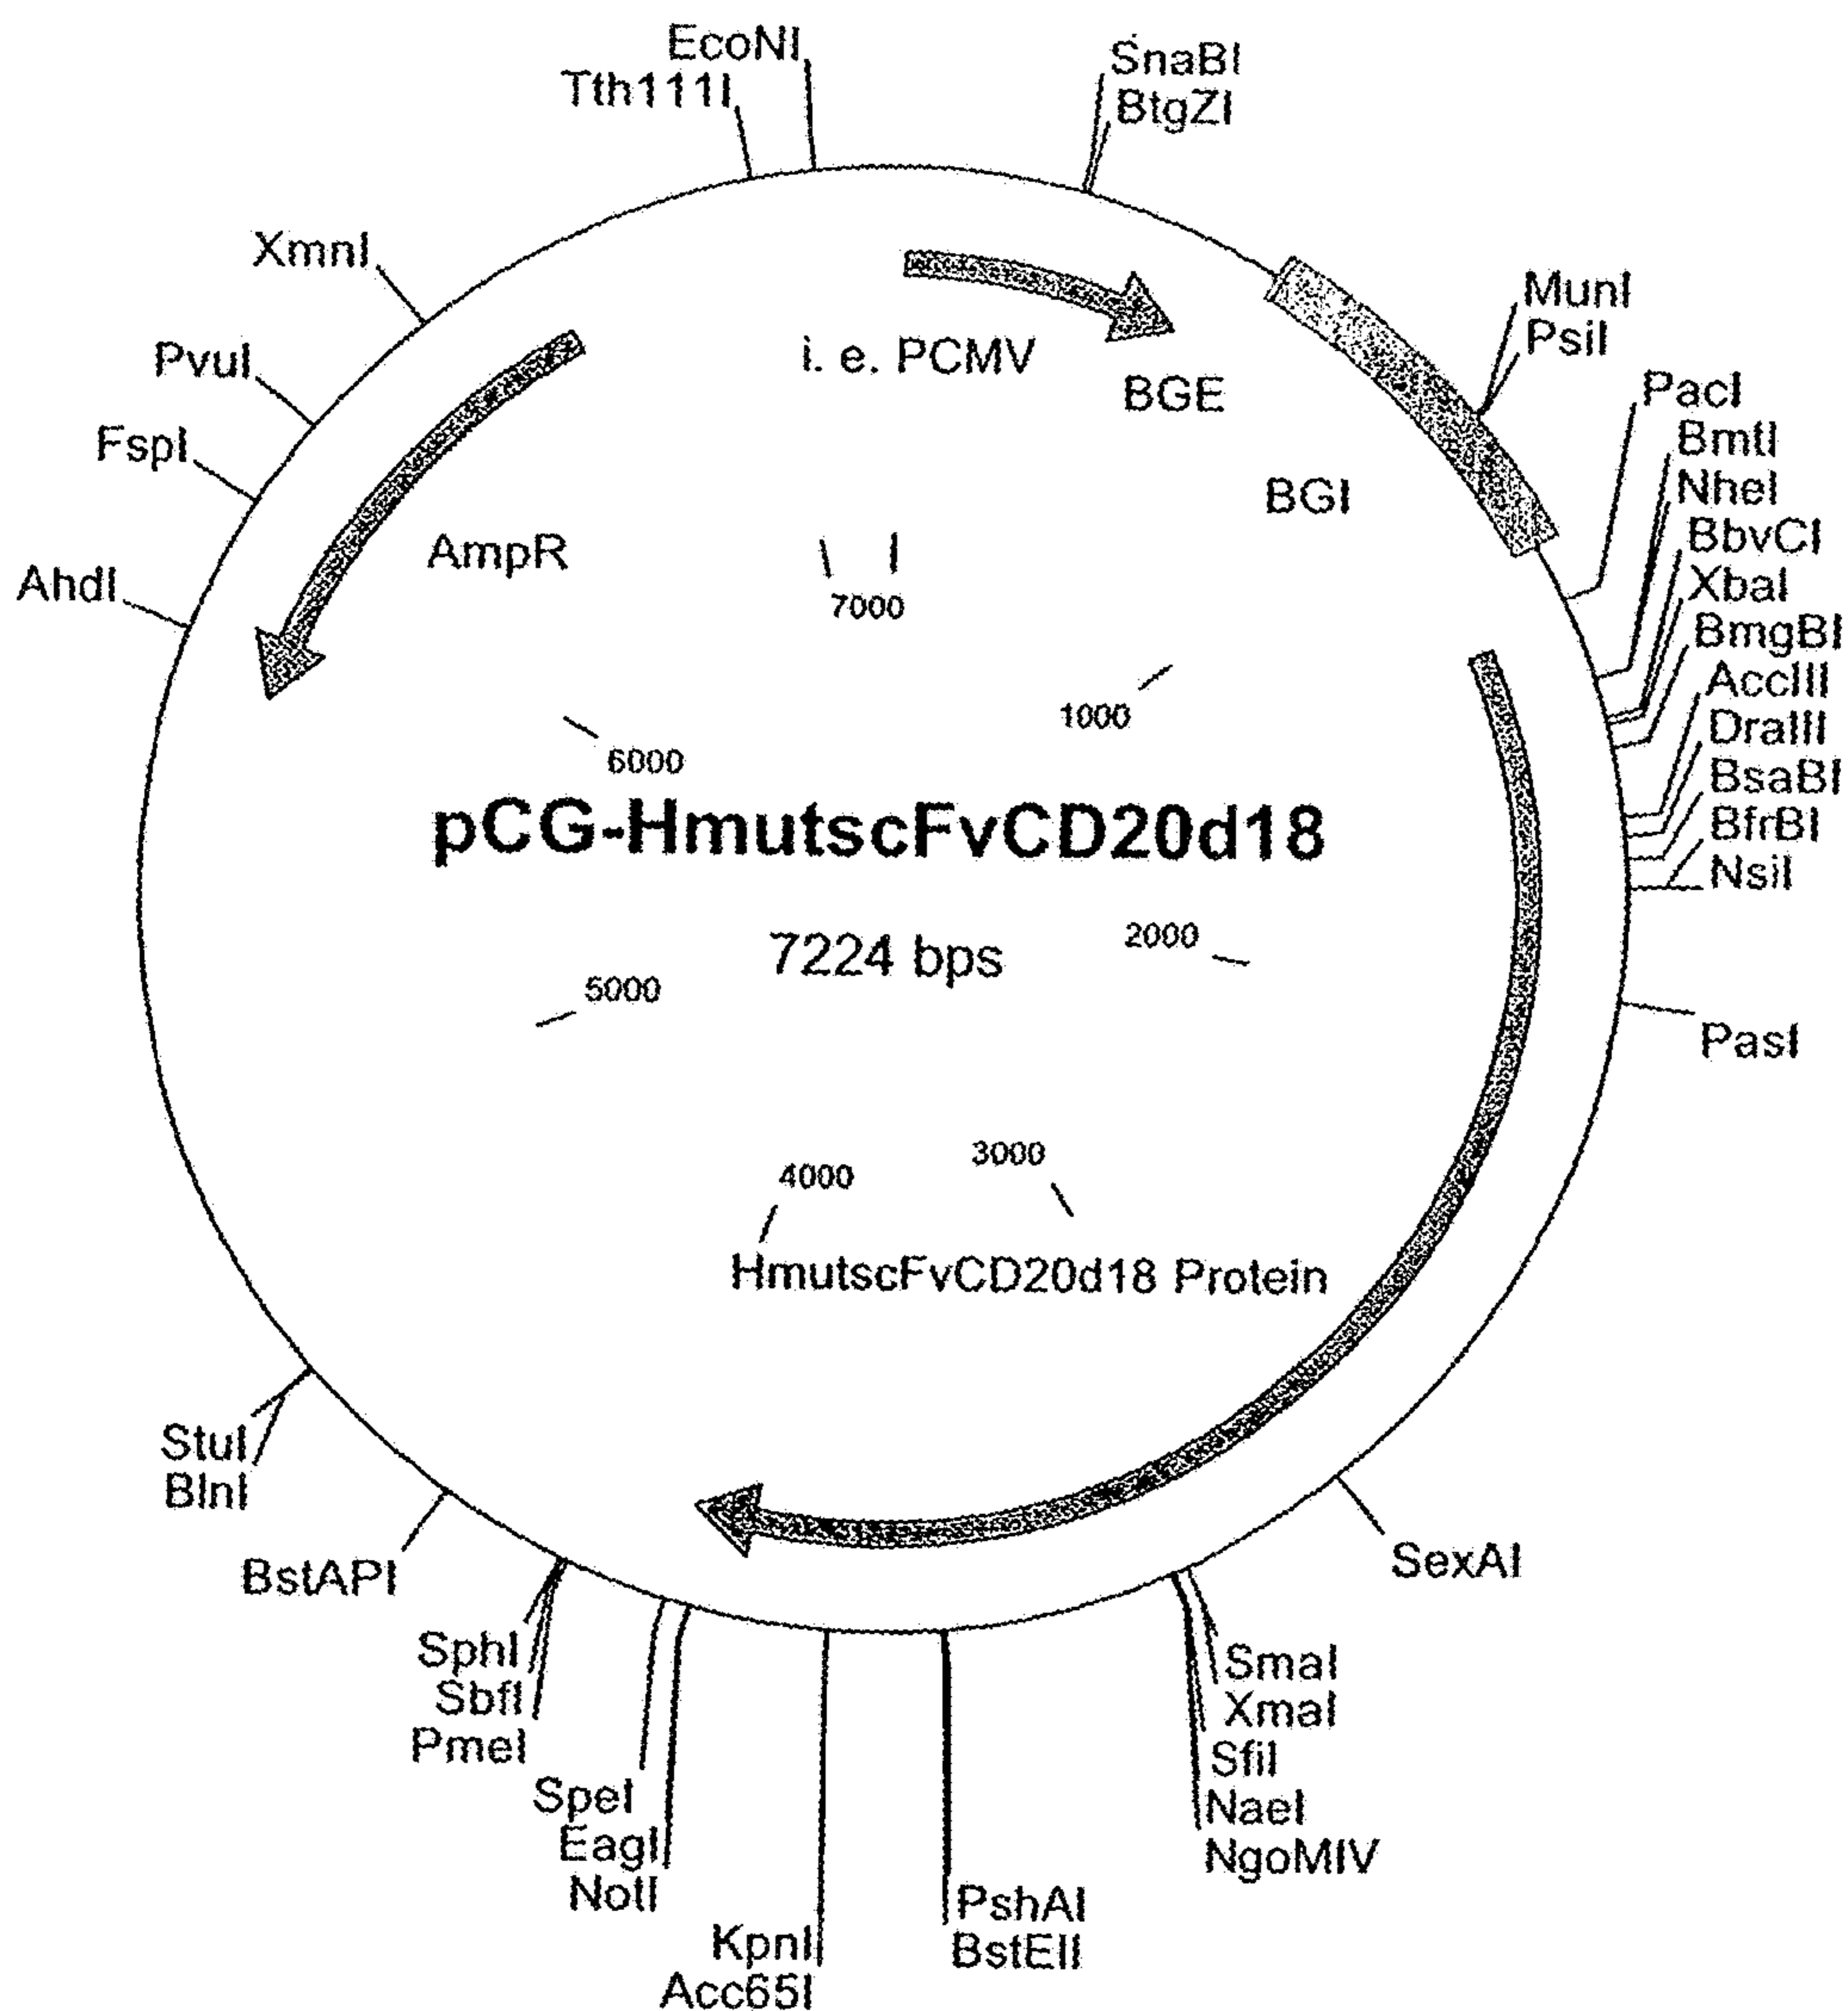 EcoNI
Tth111I
SnaBI
BtgZI
XmnI
PvuI
FspI
AhdI
MunI
PsiI
PacI
BmtI
NheI
BbvCI
XbaI
BmgBI
AccIII
DraIII
BsaBI
BfrBI
NsiI
PasI
i. e. PCMV
BGE
BGI
AmpR
7000
1000
6000
pCG-HmutscFvCD20d18
7224 bps
2000
5000
3000
4000
HmutscFvCD20d18 Protein
StuI
BlnI
BstAPI
SphI
SbfI
PmeI
SpeI
EagI
NotI
KpnI
Acc65I
PshAI
BstEII
SmaI
XmaI
SfiI
NaeI
NgoMIV
SexAI